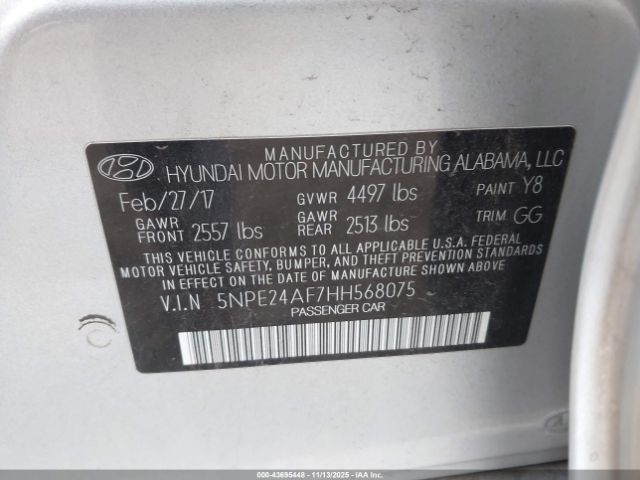 MANUFACTURED BY
HYUNDAI MOTOR MANUFACTURING ALABAMA, LLC
Feb/27/17 GVWR 4497 lbs PAINT Y8
GAWR FRONT 2557 lbs GAWR REAR 2513 lbs TRIM GG
THIS VEHICLE CONFORMS TO ALL APPLICABLE U.S.A. FEDERAL
MOTOR VEHICLE SAFETY, BUMPER, AND THEFT PREVENTION STANDARDS
IN EFFECT ON THE DATE OF MANUFACTURE SHOWN ABOVE.
V.I.N 5NPE24AF7HH568075
PASSENGER CAR
000-43695448 - 11/13/2025 - COPYRIGHT © 2025 IAA, LLC.